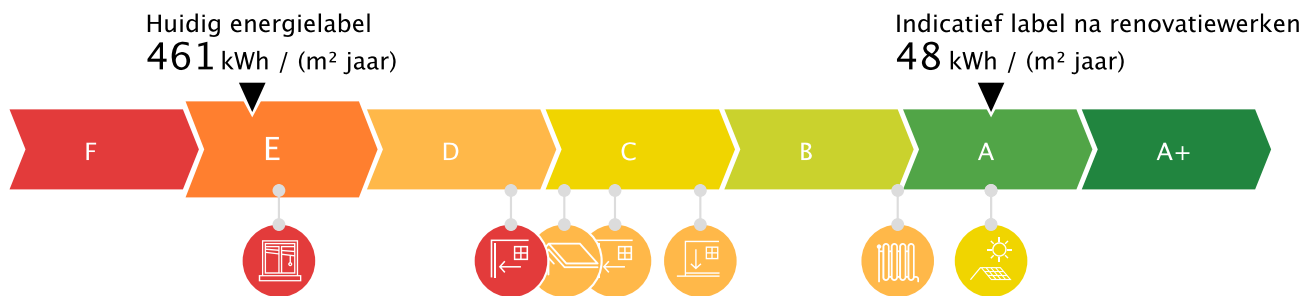 Huidig energielabel
461 kWh / (m² jaar)
Indicatief label na renovatiewerken
48 kWh / (m² jaar)
F E D C B A A+